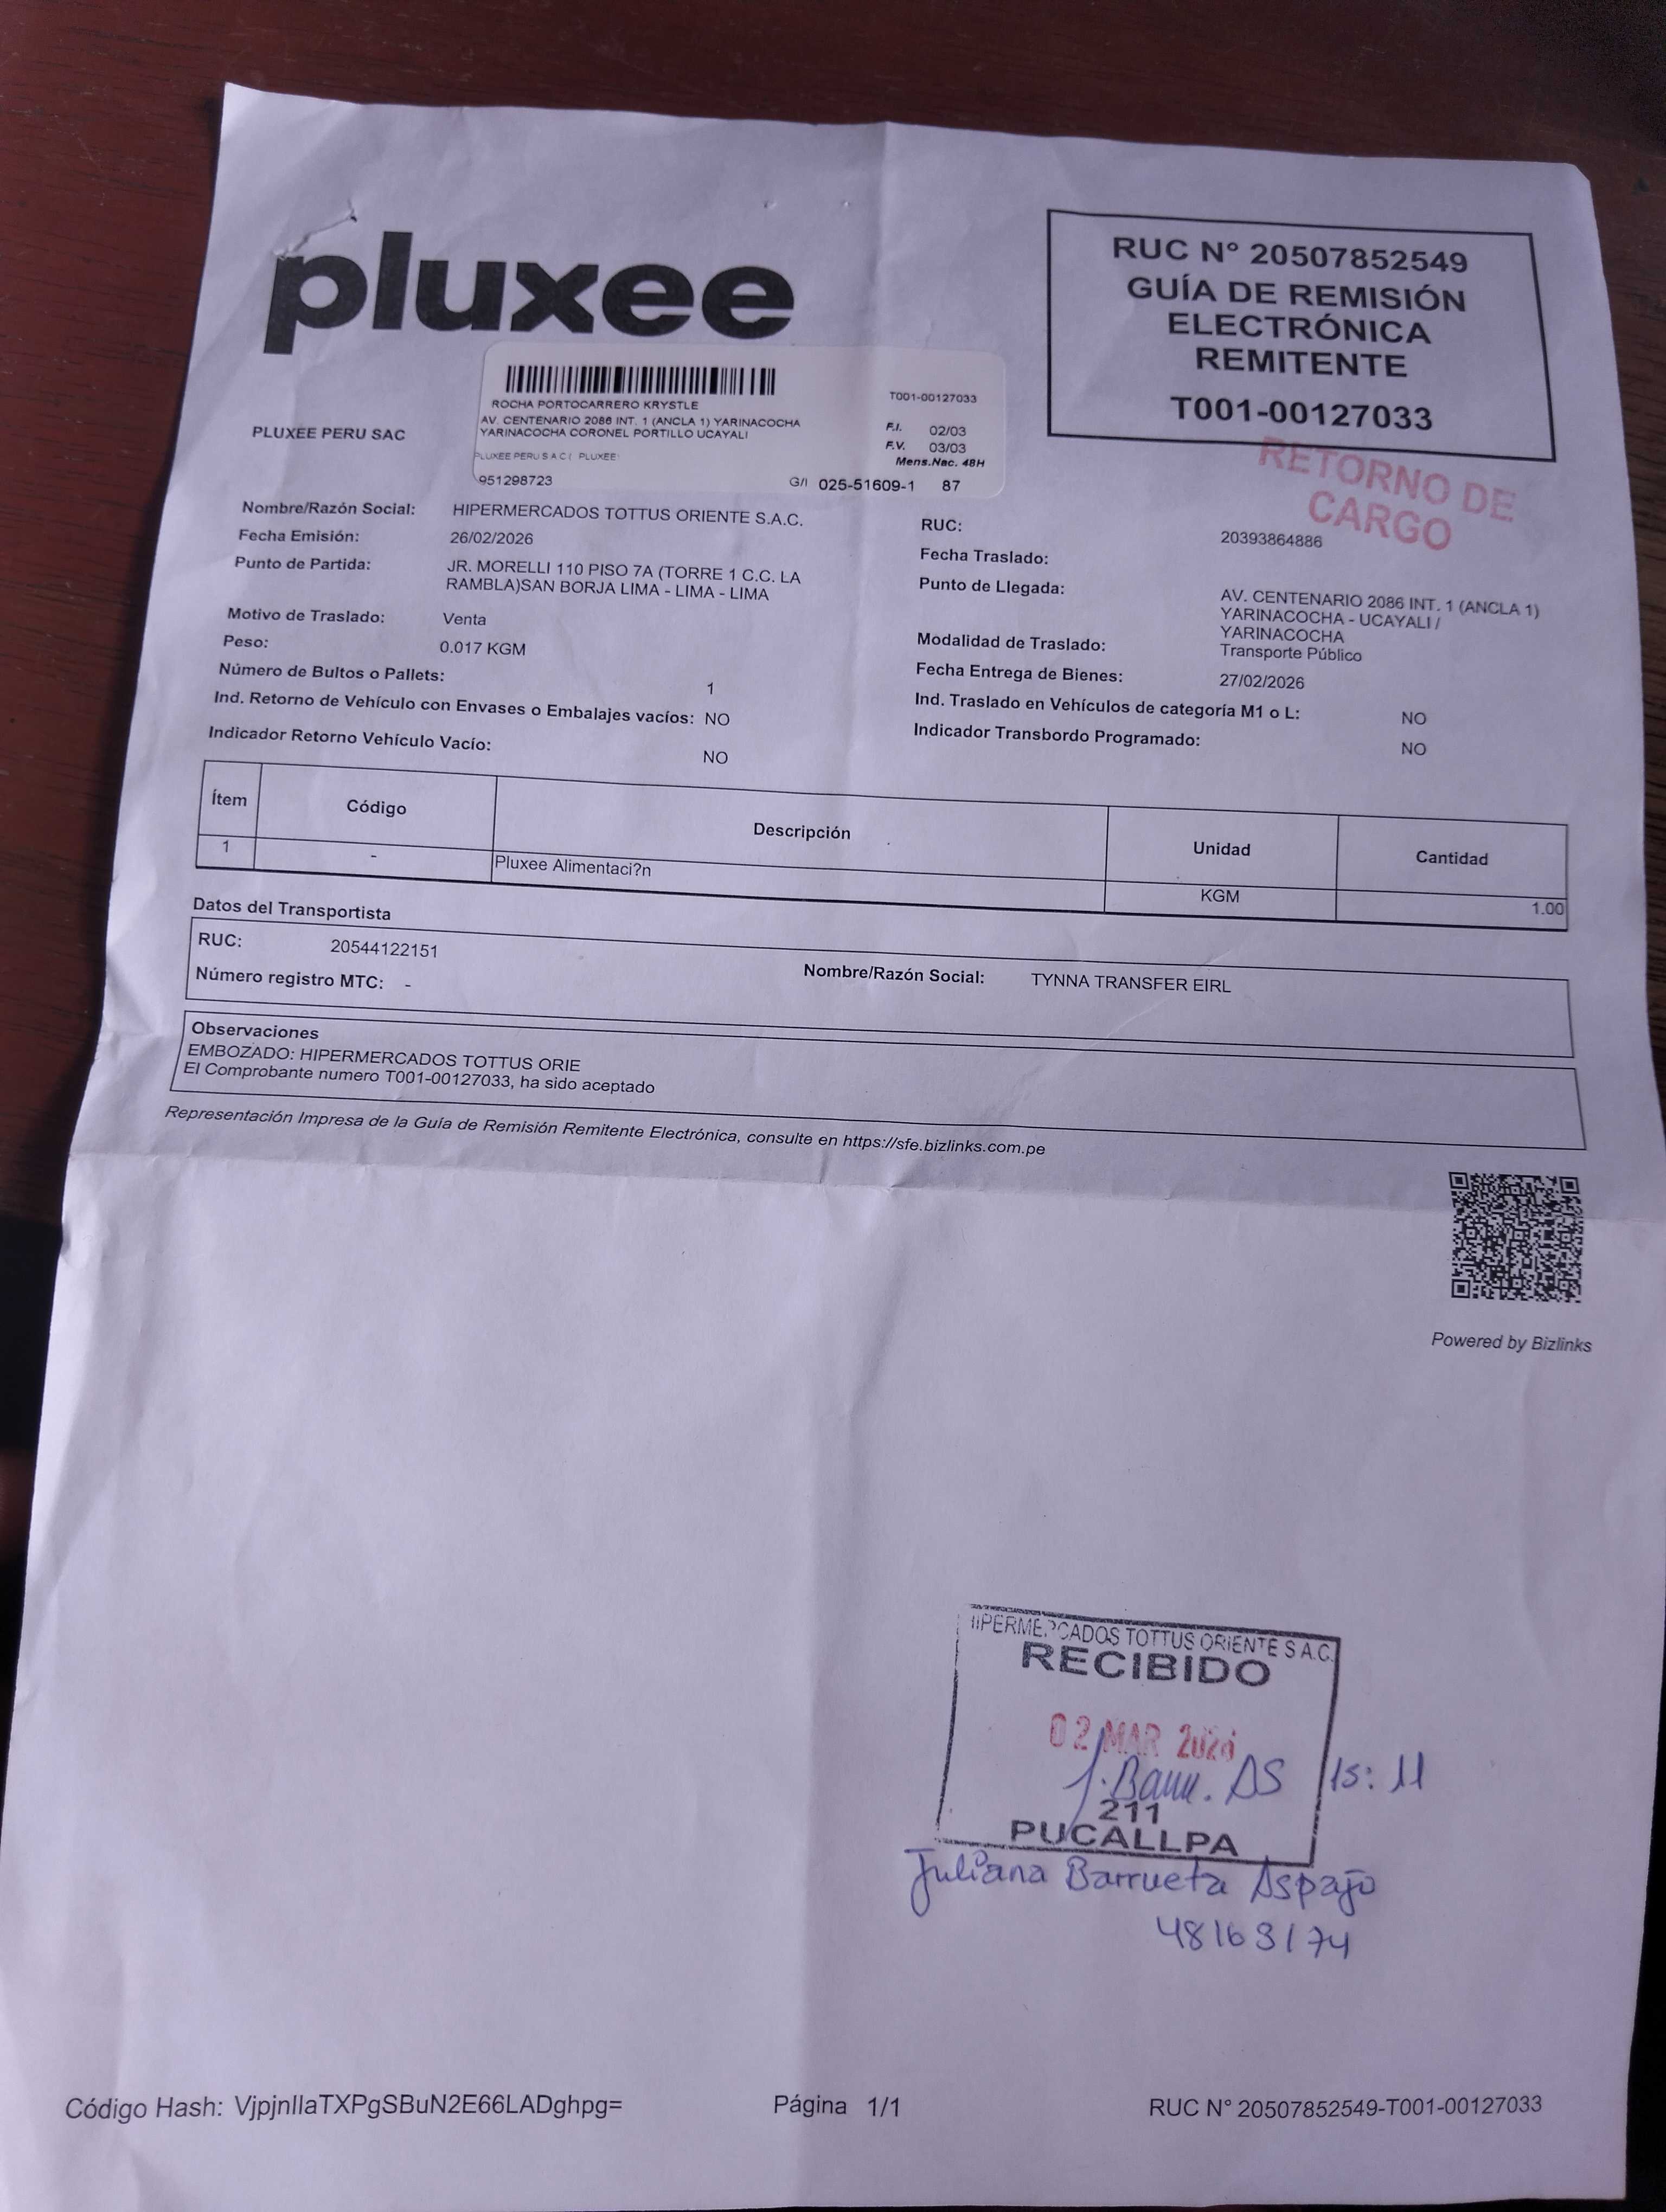 pluxee
RUC N° 20507852549
GUÍA DE REMISIÓN
ELECTRÓNICA
REMITENTE
T001-00127033
RETORNO DE
CARGO
PLUXEE PERU SAC
ROCHA PORTOCARRERO KRYSTLE
T001-00127033
AV. CENTENARIO 2086 INT. 1 (ANCLA 1) YARINACOCHA
YARINACOCHA CORONEL PORTILLO UCAYALI
F.I. 02/03
F.V. 03/03
PLUXEE PERU S A C ( PLUXEE
Mens.Nac. 48H
951298723
G/I 025-51609-1 87
Nombre/Razón Social: HIPERMERCADOS TOTTUS ORIENTE S.A.C.
RUC: 20393864886
Fecha Emisión: 26/02/2026
Fecha Traslado:
Punto de Partida: JR. MORELLI 110 PISO 7A (TORRE 1 C.C. LA
RAMBLA)SAN BORJA LIMA - LIMA - LIMA
Punto de Llegada: AV. CENTENARIO 2086 INT. 1 (ANCLA 1)
YARINACOCHA - UCAYALI /
YARINACOCHA
Motivo de Traslado: Venta
Modalidad de Traslado: Transporte Público
Peso: 0.017 KGM
Fecha Entrega de Bienes: 27/02/2026
Número de Bultos o Pallets: 1
Ind. Traslado en Vehículos de categoría M1 o L: NO
Ind. Retorno de Vehículo con Envases o Embalajes vacíos: NO
Indicador Transbordo Programado: NO
Indicador Retorno Vehículo Vacío: NO
Ítem Código Descripción Unidad Cantidad
1 - Pluxee Alimentaci?n KGM 1.00
Datos del Transportista
RUC: 20544122151
Nombre/Razón Social: TYNNA TRANSFER EIRL
Número registro MTC: -
Observaciones
EMBOZADO: HIPERMERCADOS TOTTUS ORIE
El Comprobante numero T001-00127033, ha sido aceptado
Representación Impresa de la Guía de Remisión Remitente Electrónica, consulte en https://sfe.bizlinks.com.pe
Powered by Bizlinks
HIPERMERCADOS TOTTUS ORIENTE S.A.C.
RECIBIDO
02 MAR 2026
15:11
211
PUCALLPA
Juliana Barrueta Aspajo
48163174
Código Hash: VjpjnllaTXPgSBuN2E66LADghpg=
Página 1/1
RUC N° 20507852549-T001-00127033